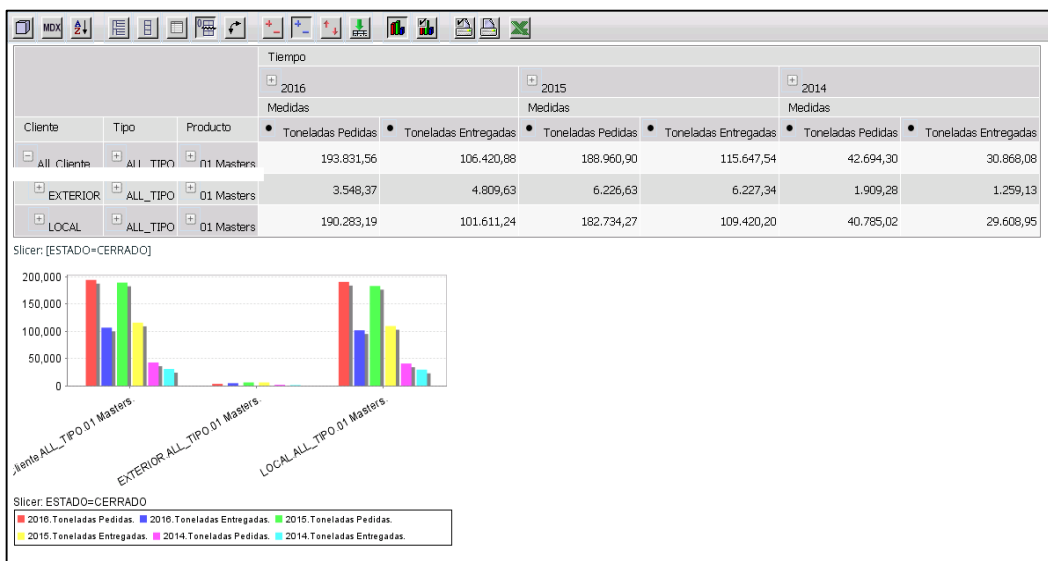 MDX
Tiempo
2016 2015 2014
Medidas Medidas Medidas
Cliente Tipo Producto Toneladas Pedidas Toneladas Entregadas Toneladas Pedidas Toneladas Entregadas Toneladas Pedidas Toneladas Entregadas
All Cliente ALL_TIPO 01 Masters 193.831,56 106.420,88 188.960,90 115.647,54 42.694,30 30.868,08
EXTERIOR ALL_TIPO 01 Masters 3.548,37 4.809,63 6.226,63 6.227,34 1.909,28 1.259,13
LOCAL ALL_TIPO 01 Masters 190.283,19 101.611,24 182.734,27 109.420,20 40.785,02 29.608,95
Slicer: [ESTADO=CERRADO]
200,000
150,000
100,000
50,000
0
Cliente.ALL_TIPO.01 Masters.
EXTERIOR.ALL_TIPO.01 Masters.
LOCAL.ALL_TIPO.01 Masters.
Slicer: ESTADO=CERRADO
2016.Toneladas Pedidas. 2016.Toneladas Entregadas. 2015.Toneladas Pedidas.
2015.Toneladas Entregadas. 2014.Toneladas Pedidas. 2014.Toneladas Entregadas.